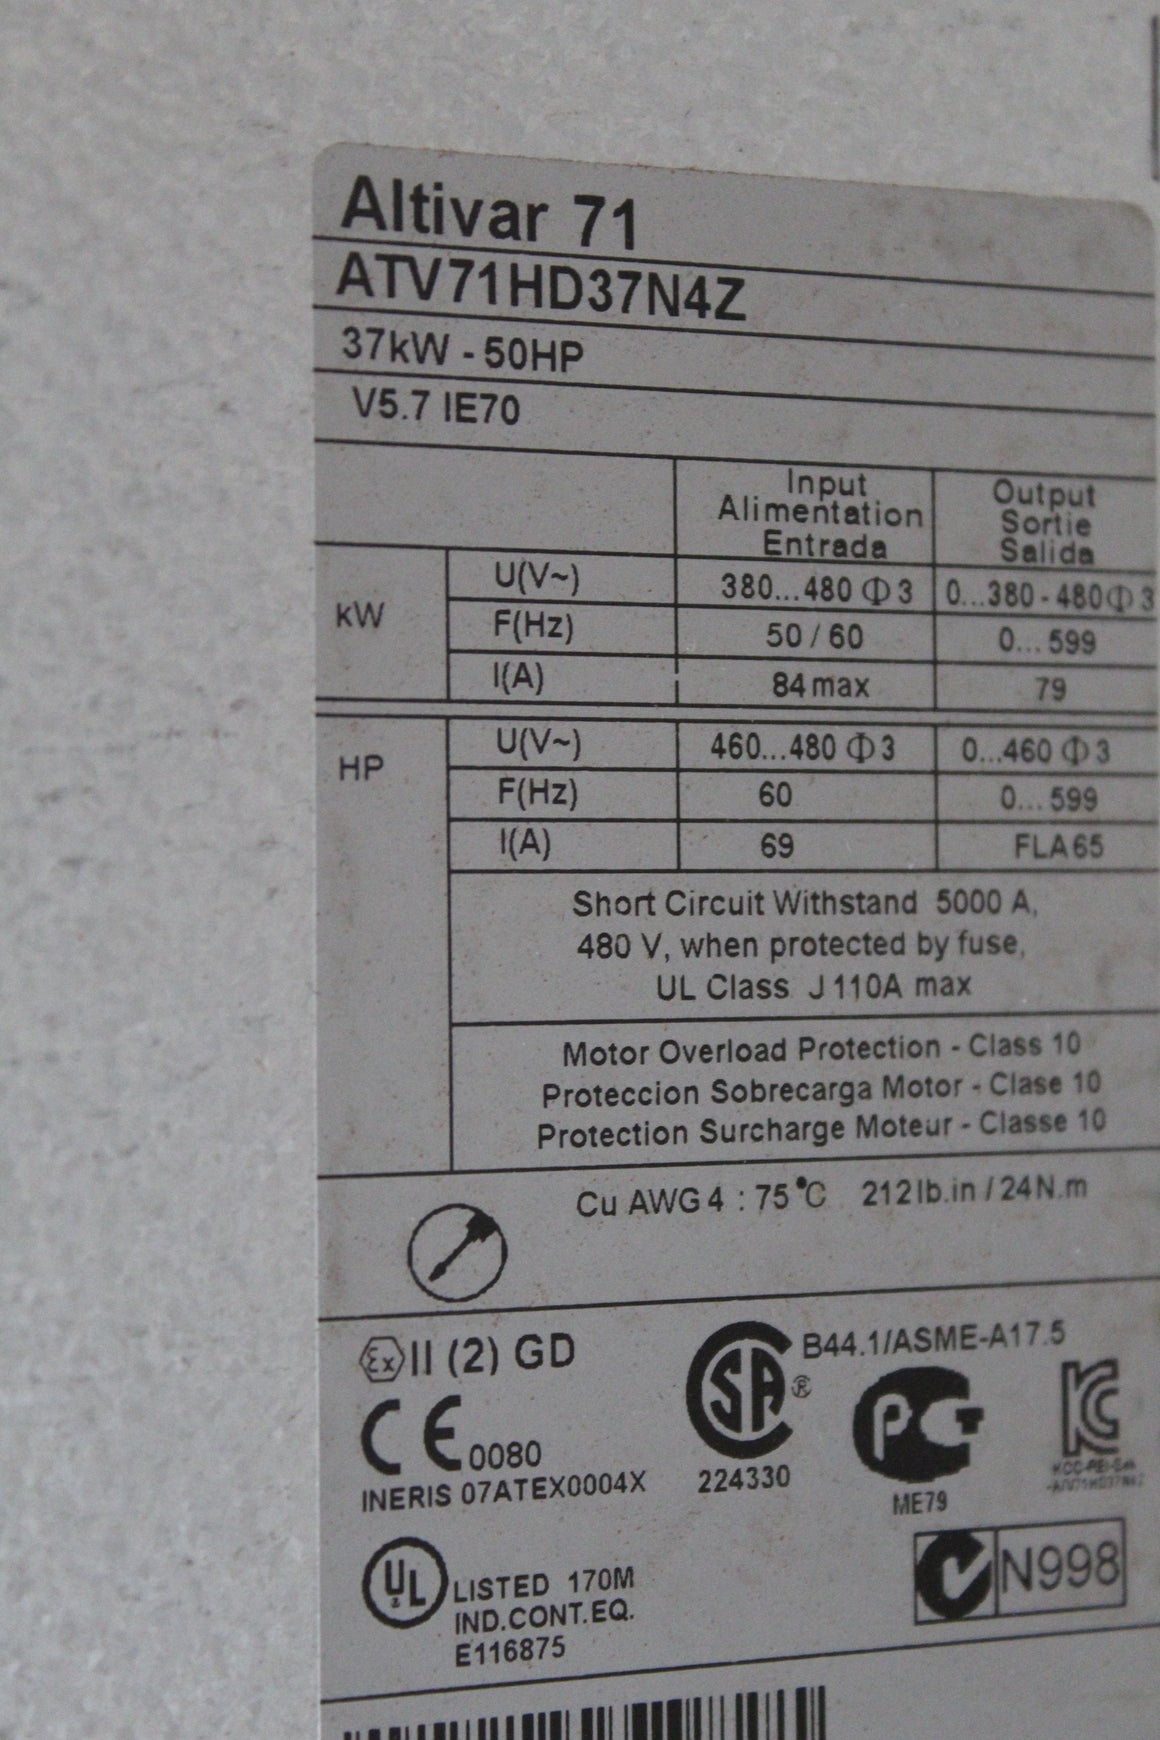 Altivar 71
ATV71HD37N4Z
37kW - 50HP
V5.7 IE70
Input Output
Alimentation Sortie
Entrada Salida
kW U(V~) 380...480 Φ 3 0...380 - 480 Φ 3
F(Hz) 50 / 60 0... 599
I(A) 84 max 79
HP U(V~) 460...480 Φ 3 0...460 Φ 3
F(Hz) 60 0... 599
I(A) 69 FLA 65
Short Circuit Withstand 5000 A,
480 V, when protected by fuse,
UL Class J 110A max
Motor Overload Protection - Class 10
Proteccion Sobrecarga Motor - Clase 10
Protection Surcharge Moteur - Classe 10
Cu AWG 4 : 75°C 212 lb.in / 24 N.m
Ex II (2) GD
CE 0080
INERIS 07ATEX0004X
SA ®
B44.1/ASME-A17.5
224330
PCT
ME79
KC
UL LISTED 170M
IND.CONT.EQ.
E116875
N998